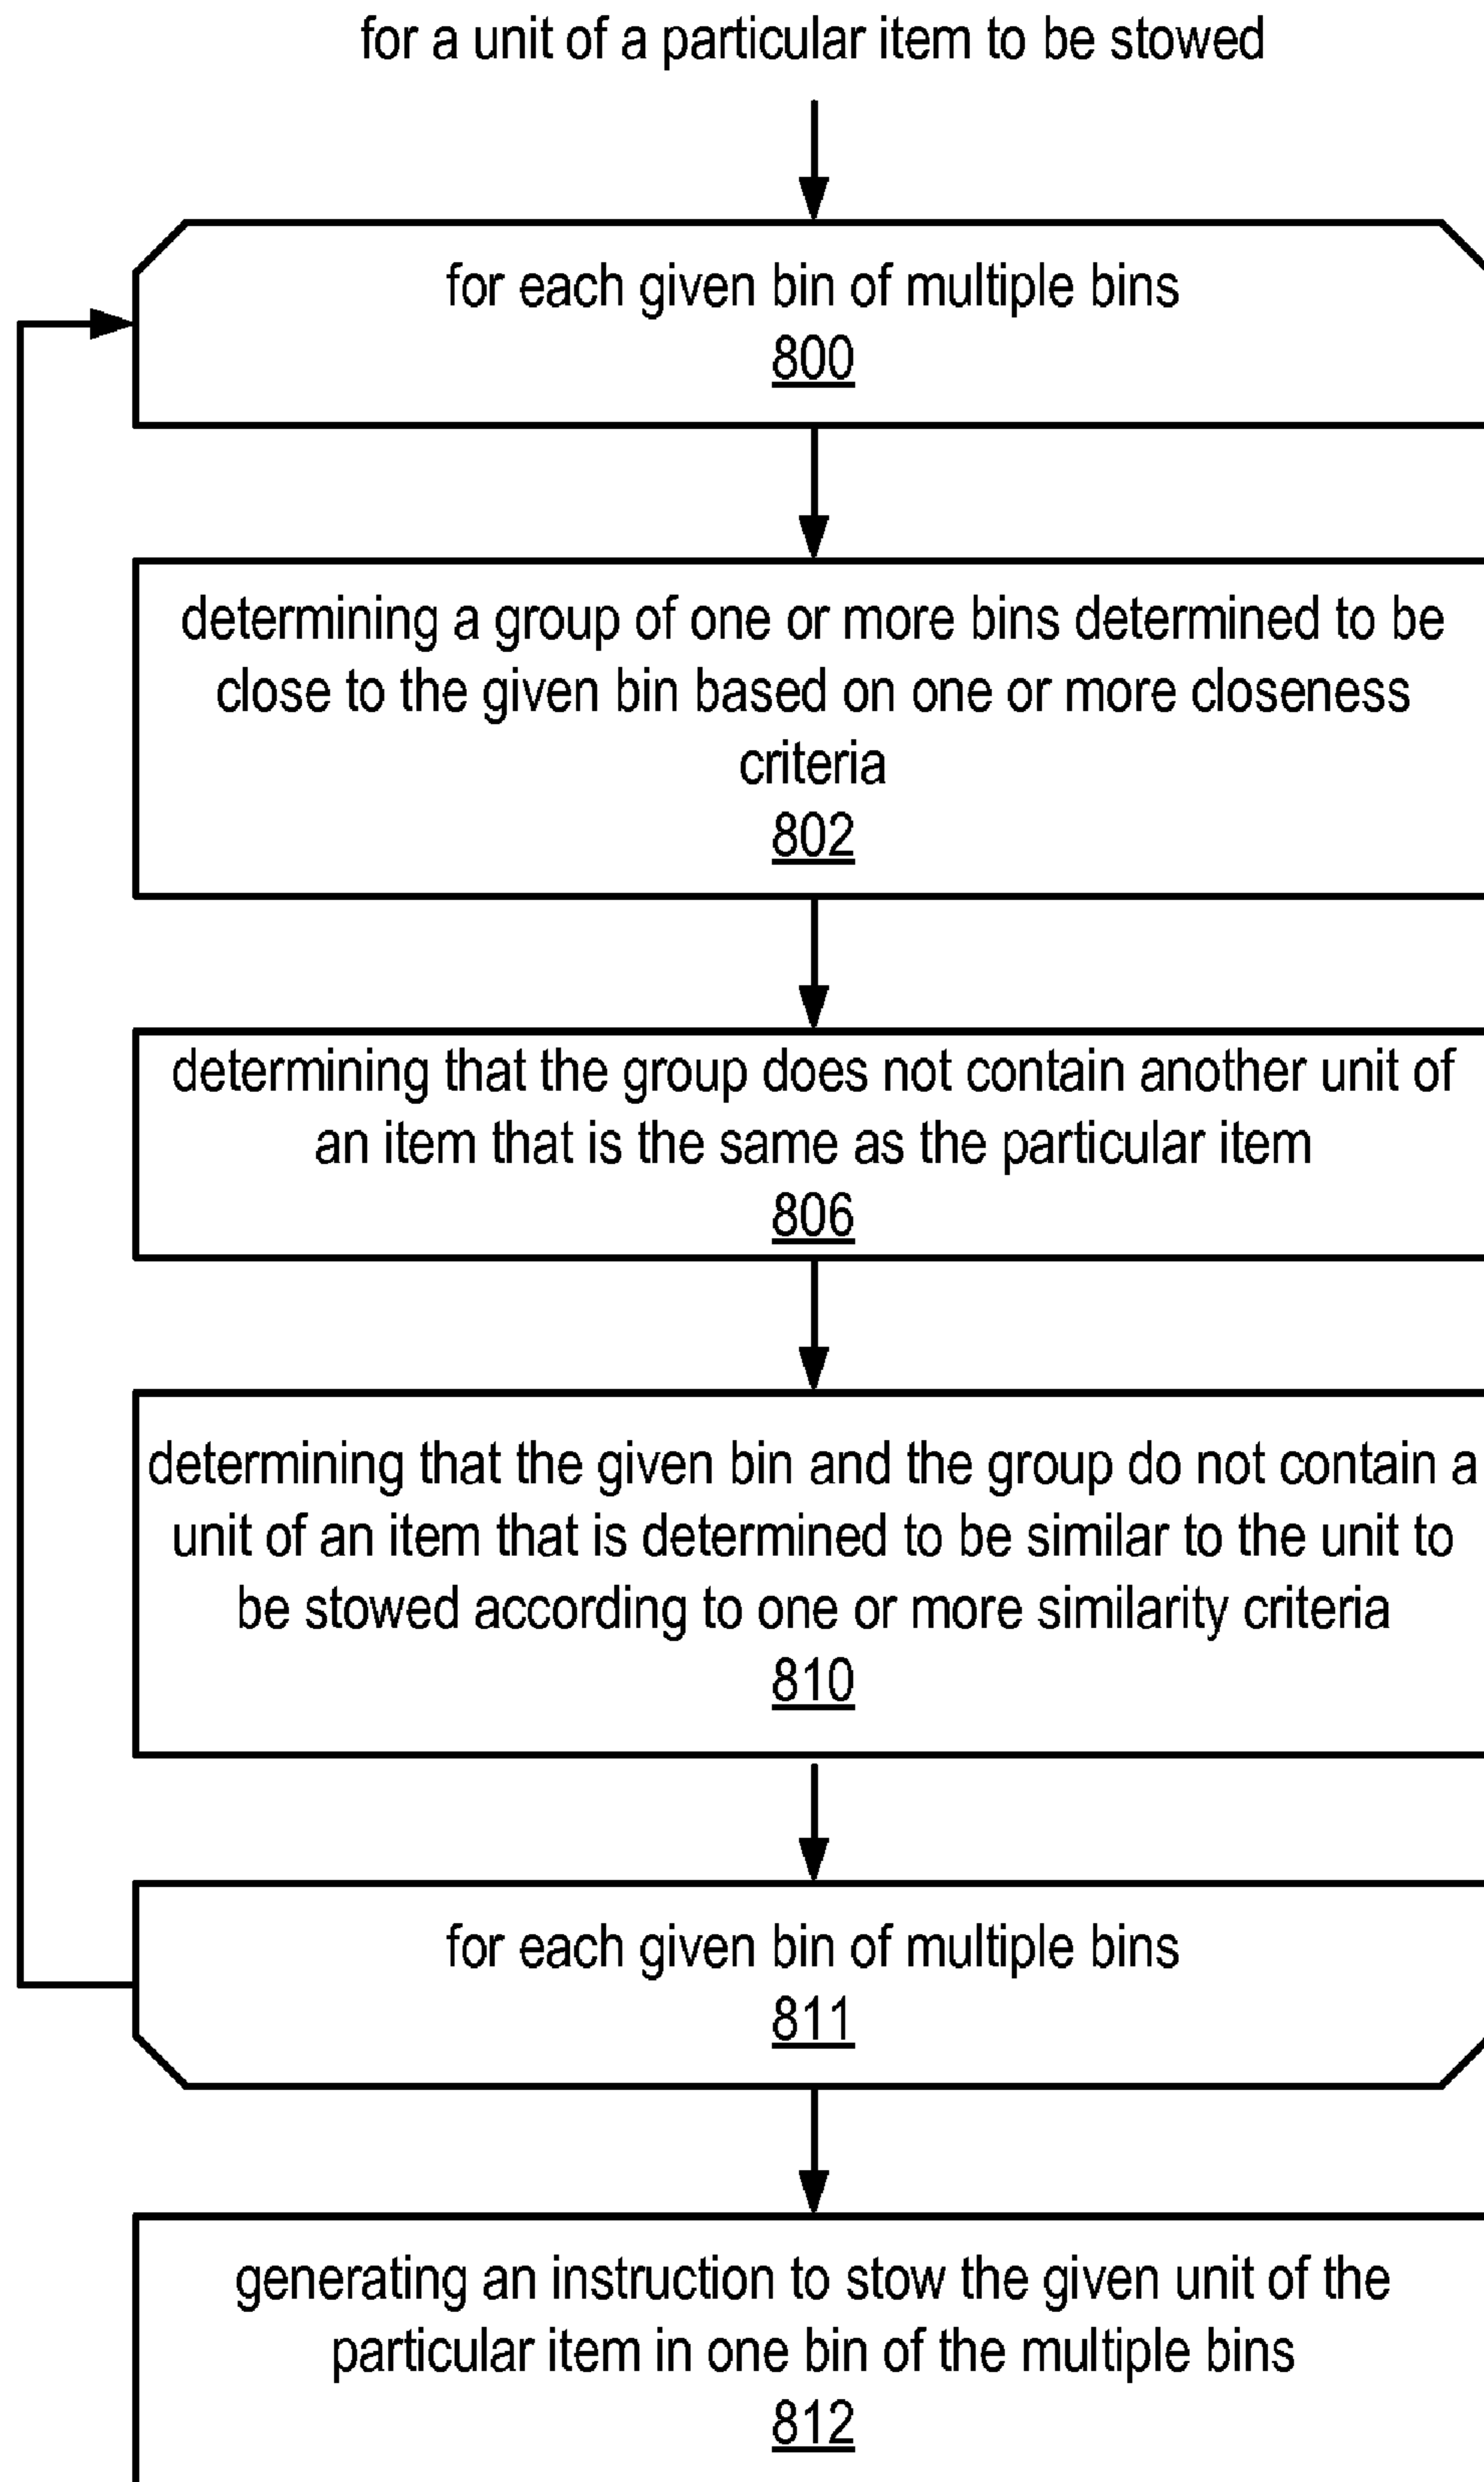 for a unit of a particular item to be stowed
for each given bin of multiple bins
800
determining a group of one or more bins determined to be
close to the given bin based on one or more closeness
criteria
802
determining that the group does not contain another unit of
an item that is the same as the particular item
806
determining that the given bin and the group do not contain a
unit of an item that is determined to be similar to the unit to
be stowed according to one or more similarity criteria
810
for each given bin of multiple bins
811
generating an instruction to stow the given unit of the
particular item in one bin of the multiple bins
812